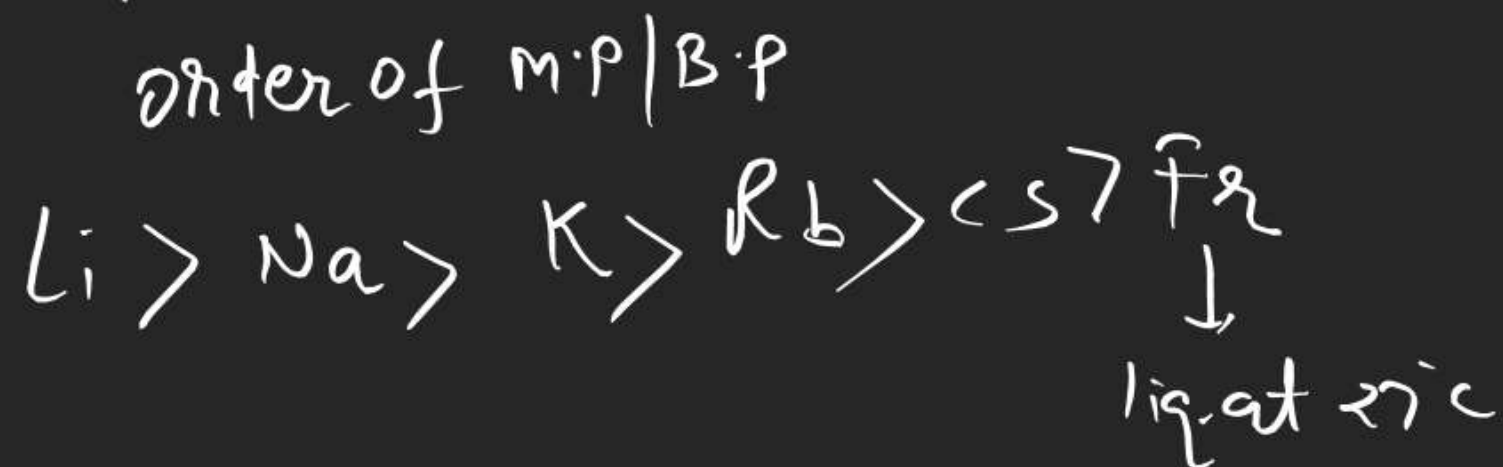 order of M.P|B.P
Li > Na > K > Rb > Cs > Fr
↓
liq. at 27°C